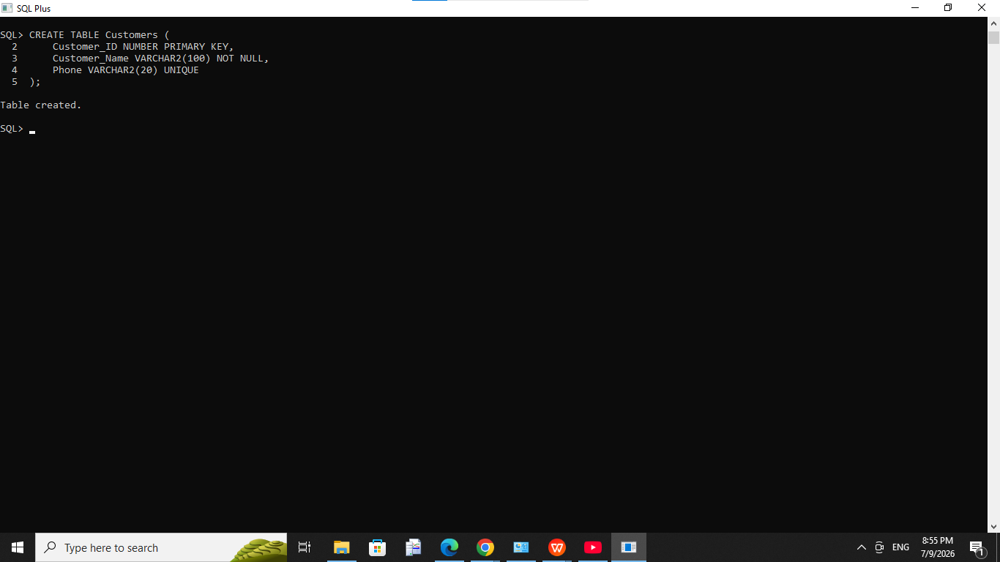 SQL Plus
SQL> CREATE TABLE Customers (
  2      Customer_ID NUMBER PRIMARY KEY,
  3      Customer_Name VARCHAR2(100) NOT NULL,
  4      Phone VARCHAR2(20) UNIQUE
  5  );
Table created.
SQL>
Type here to search
W
ENG
8:55 PM
7/9/2026
1